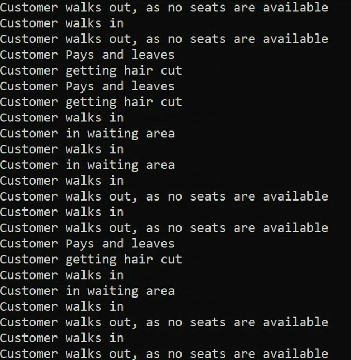 Customer walks out, as no seats are available
Customer walks in
Customer walks out, as no seats are available
Customer Pays and leaves
Customer getting hair cut
Customer Pays and leaves
Customer getting hair cut
Customer walks in
Customer in waiting area
Customer walks in
Customer in waiting area
Customer walks in
Customer walks out, as no seats are available
Customer walks in
Customer walks out, as no seats are available
Customer Pays and leaves
Customer getting hair cut
Customer walks in
Customer in waiting area
Customer walks in
Customer walks out, as no seats are available
Customer walks in
Customer walks out, as no seats are available